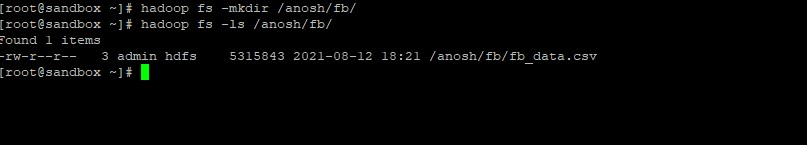 [root@sandbox ~]# hadoop fs -mkdir /anosh/fb/
[root@sandbox ~]# hadoop fs -ls /anosh/fb/
Found 1 items
-rw-r--r--   3 admin hdfs    5315843 2021-08-12 18:21 /anosh/fb/fb_data.csv
[root@sandbox ~]#